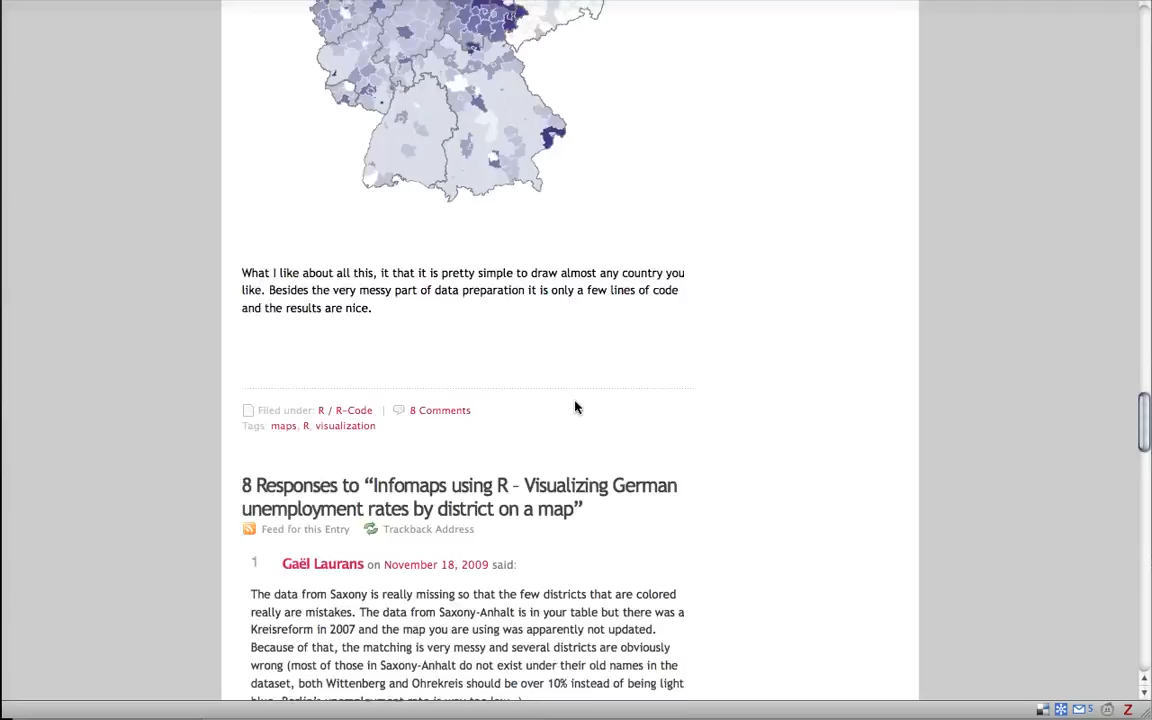 What I like about all this, it that it is pretty simple to draw almost any country you
like. Besides the very messy part of data preparation it is only a few lines of code
and the results are nice.
Filed under: R / R-Code | 8 Comments
Tags: maps, R, visualization
8 Responses to “Infomaps using R – Visualizing German
unemployment rates by district on a map”
Feed for this Entry Trackback Address
1 Gaël Laurans on November 18, 2009 said:
The data from Saxony is really missing so that the few districts that are colored
really are mistakes. The data from Saxony-Anhalt is in your table but there was a
Kreisreform in 2007 and the map you are using was apparently not updated.
Because of that, the matching is very messy and several districts are obviously
wrong (most of those in Saxony-Anhalt do not exist under their old names in the
dataset, both Wittenberg and Ohrekreis should be over 10% instead of being light
5
Z